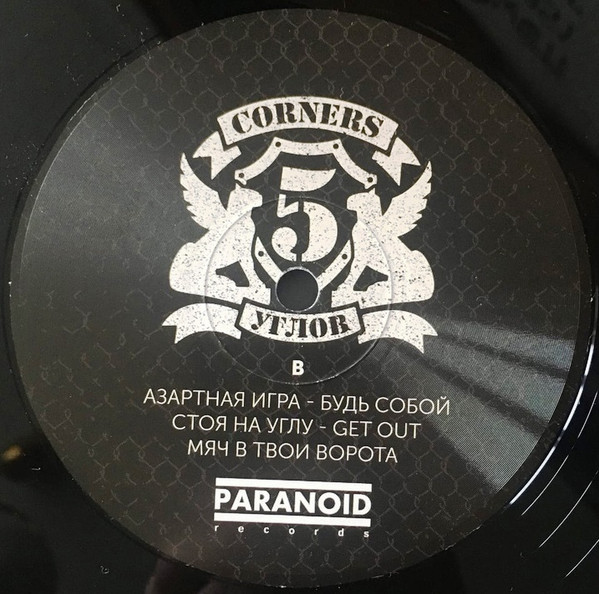 CORNERS
5
УГЛОВ
B
АЗАРТНАЯ ИГРА - БУДЬ СОБОЙ
СТОЯ НА УГЛУ - GET OUT
МЯЧ В ТВОИ ВОРОТА
PARANOID
records